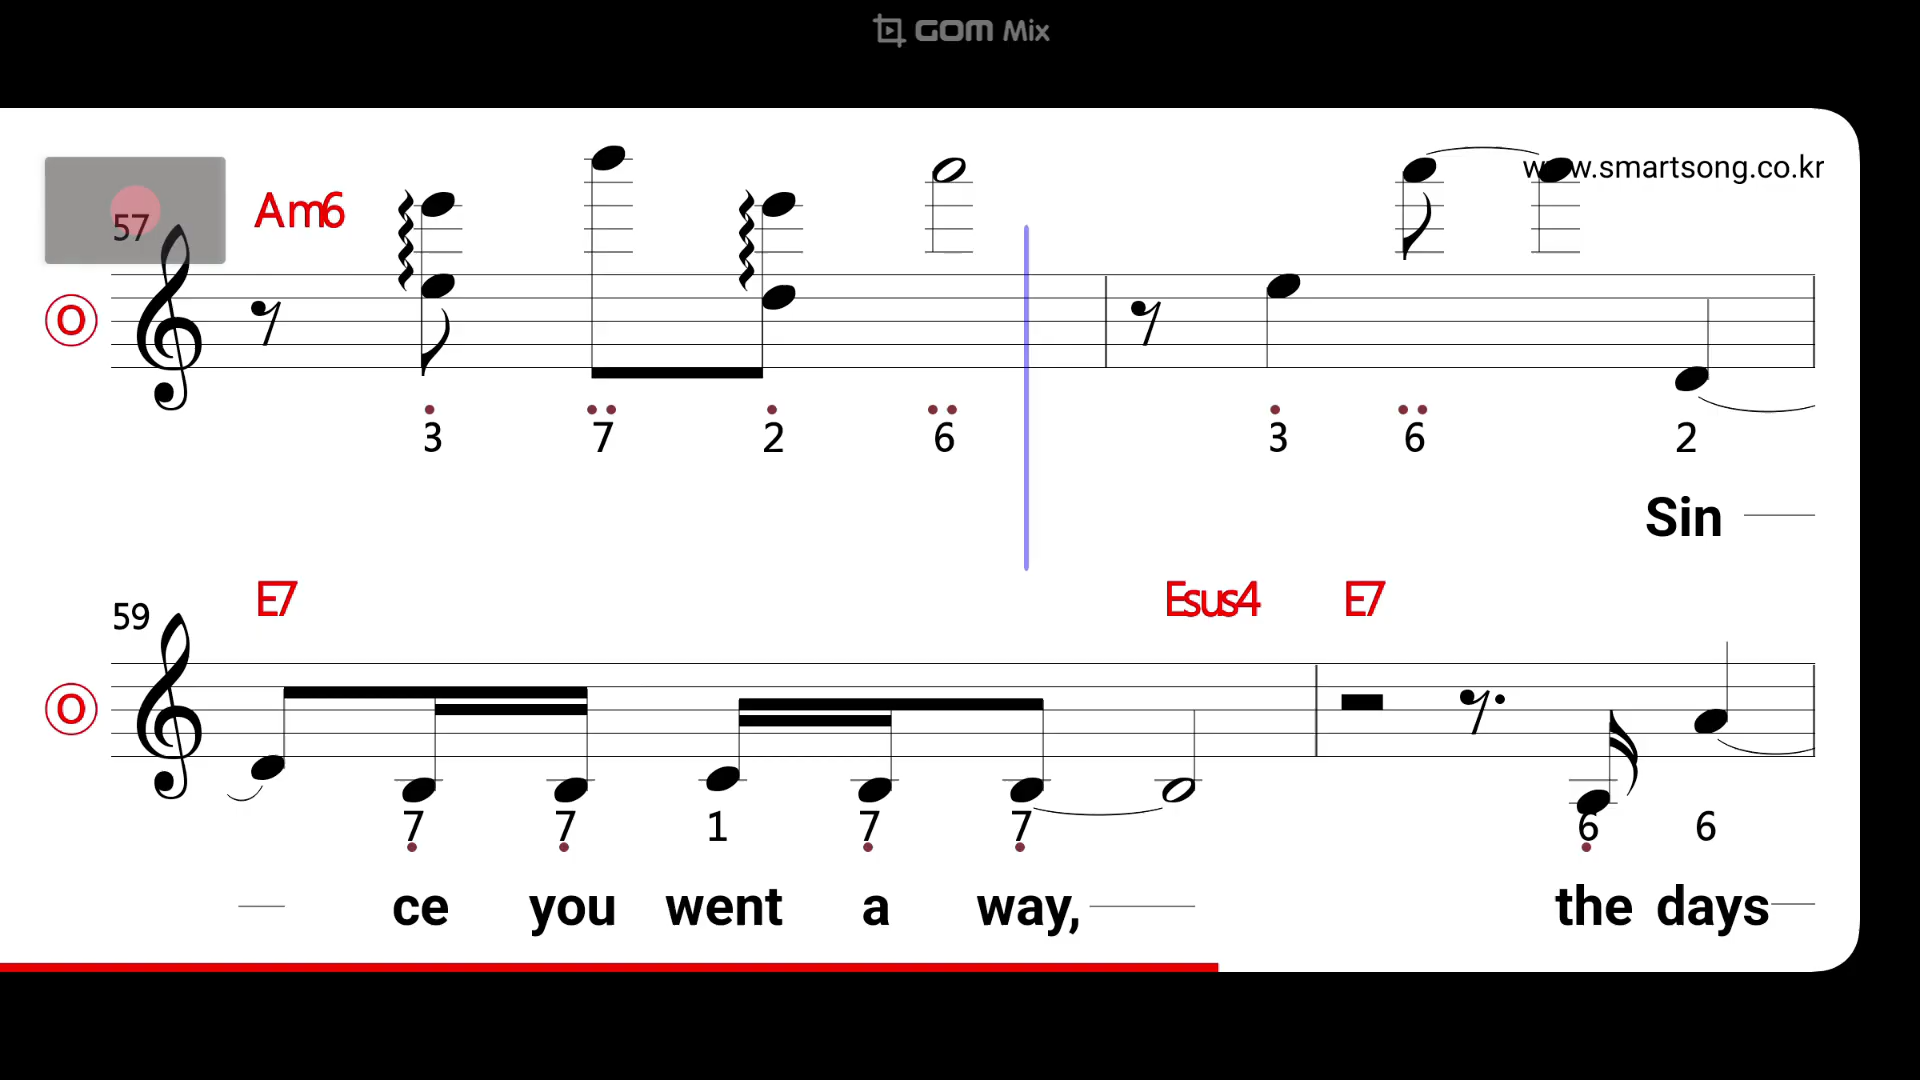 GOM Mix
www.smartsong.co.kr
57 Am6
O
3 7 2 6 3 6 2
Sin
E7 Esus4 E7
59
O
7 7 1 7 7 6 6
ce you went a way, the days